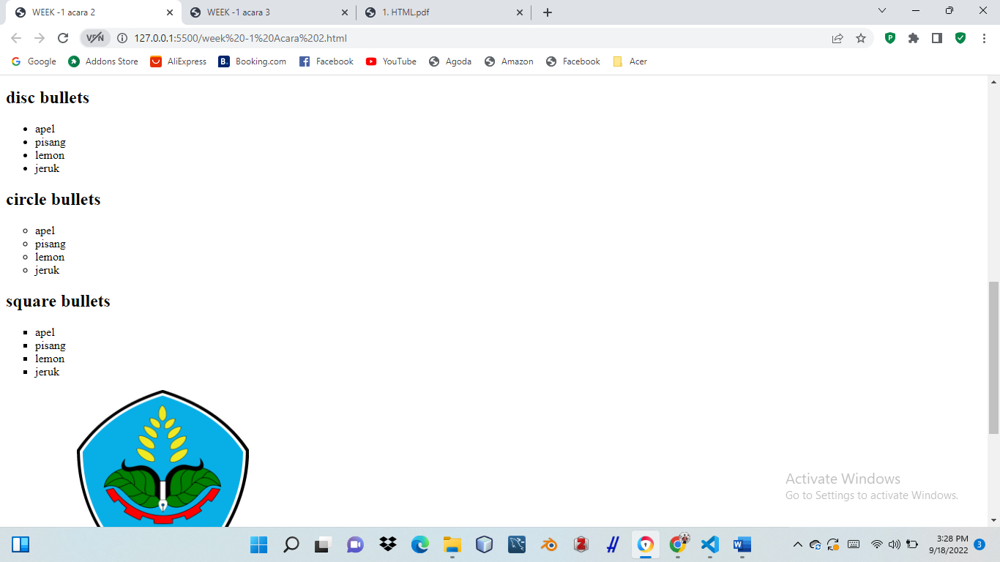 WEEK -1 acara 2
WEEK -1 acara 3
1. HTML.pdf
VPN
127.0.0.1:5500/week%20-1%20Acara%202.html
Google
Addons Store
AliExpress
B.
Booking.com
Facebook
YouTube
Agoda
Amazon
Facebook
Acer
disc bullets
apel
pisang
lemon
jeruk
circle bullets
apel
pisang
lemon
jeruk
square bullets
apel
pisang
lemon
jeruk
Activate Windows
Go to Settings to activate Windows.
3:28 PM
9/18/2022
3